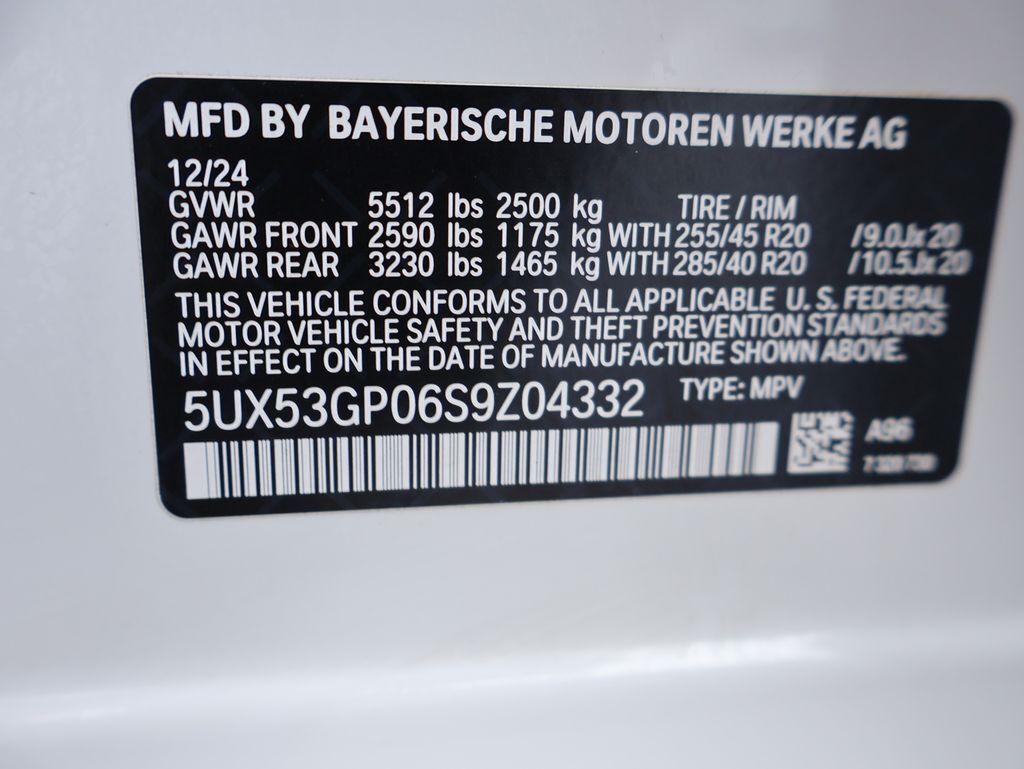 MFD BY BAYERISCHE MOTOREN WERKE AG
12/24
GVWR 5512 lbs 2500 kg TIRE / RIM
GAWR FRONT 2590 lbs 1175 kg WITH 255/45 R20 /9.0Jx20
GAWR REAR 3230 lbs 1465 kg WITH 285/40 R20 /10.5Jx20
THIS VEHICLE CONFORMS TO ALL APPLICABLE U. S. FEDERAL
MOTOR VEHICLE SAFETY AND THEFT PREVENTION STANDARDS
IN EFFECT ON THE DATE OF MANUFACTURE SHOWN ABOVE.
5UX53GP06S9Z04332 TYPE: MPV
A96